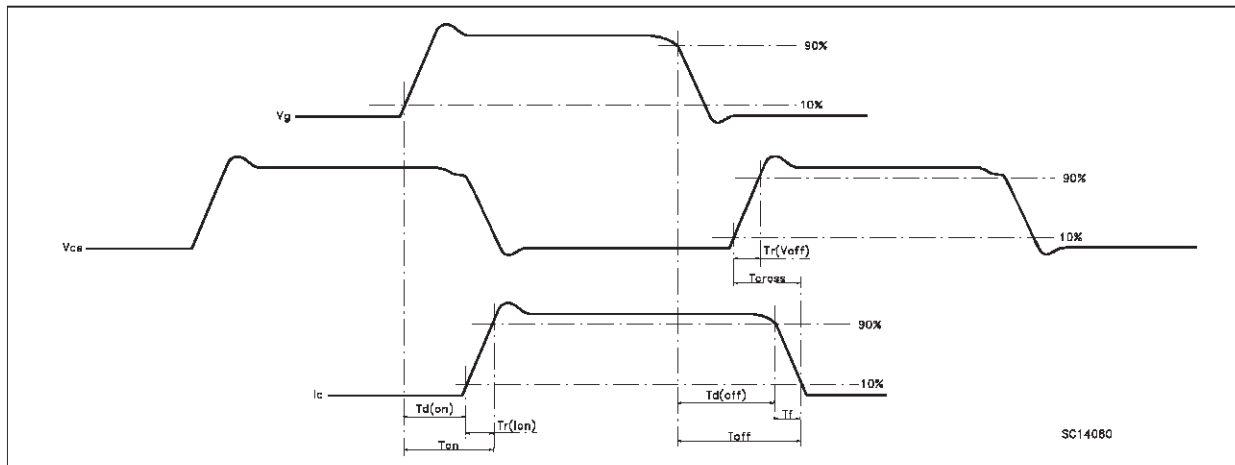 90%
10%
Vg
90%
Vce
10%
Tr(Voff)
Tcross
90%
Ic
10%
Td(on)
Td(off)
Tr(Ion)
Tf
Ton
Toff
SC14060